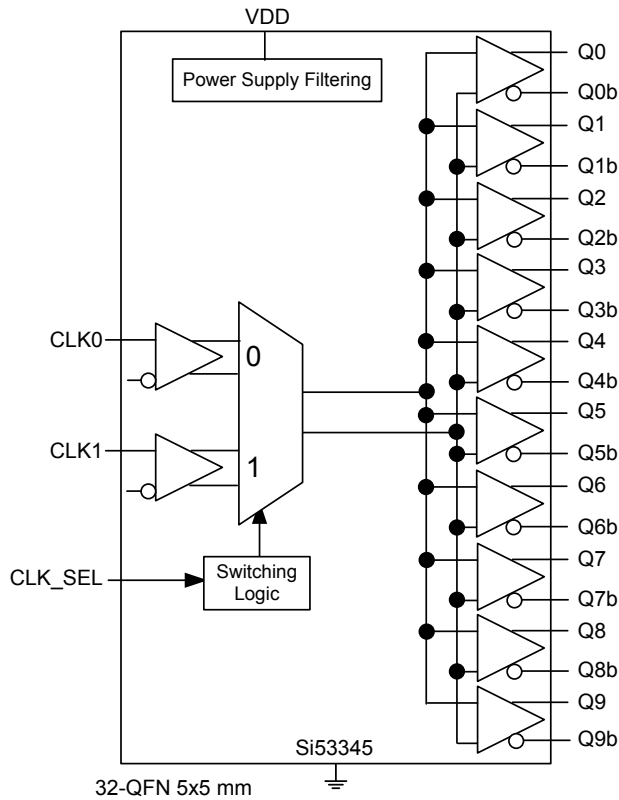 VDD
Power Supply Filtering
Q0
Q0b
Q1
Q1b
Q2
Q2b
Q3
Q3b
CLK0
0
Q4
Q4b
Q5
CLK1
1
Q5b
Q6
Q6b
CLK_SEL
Switching
Logic
Q7
Q7b
Q8
Q8b
Q9
Q9b
Si53345
32-QFN 5x5 mm